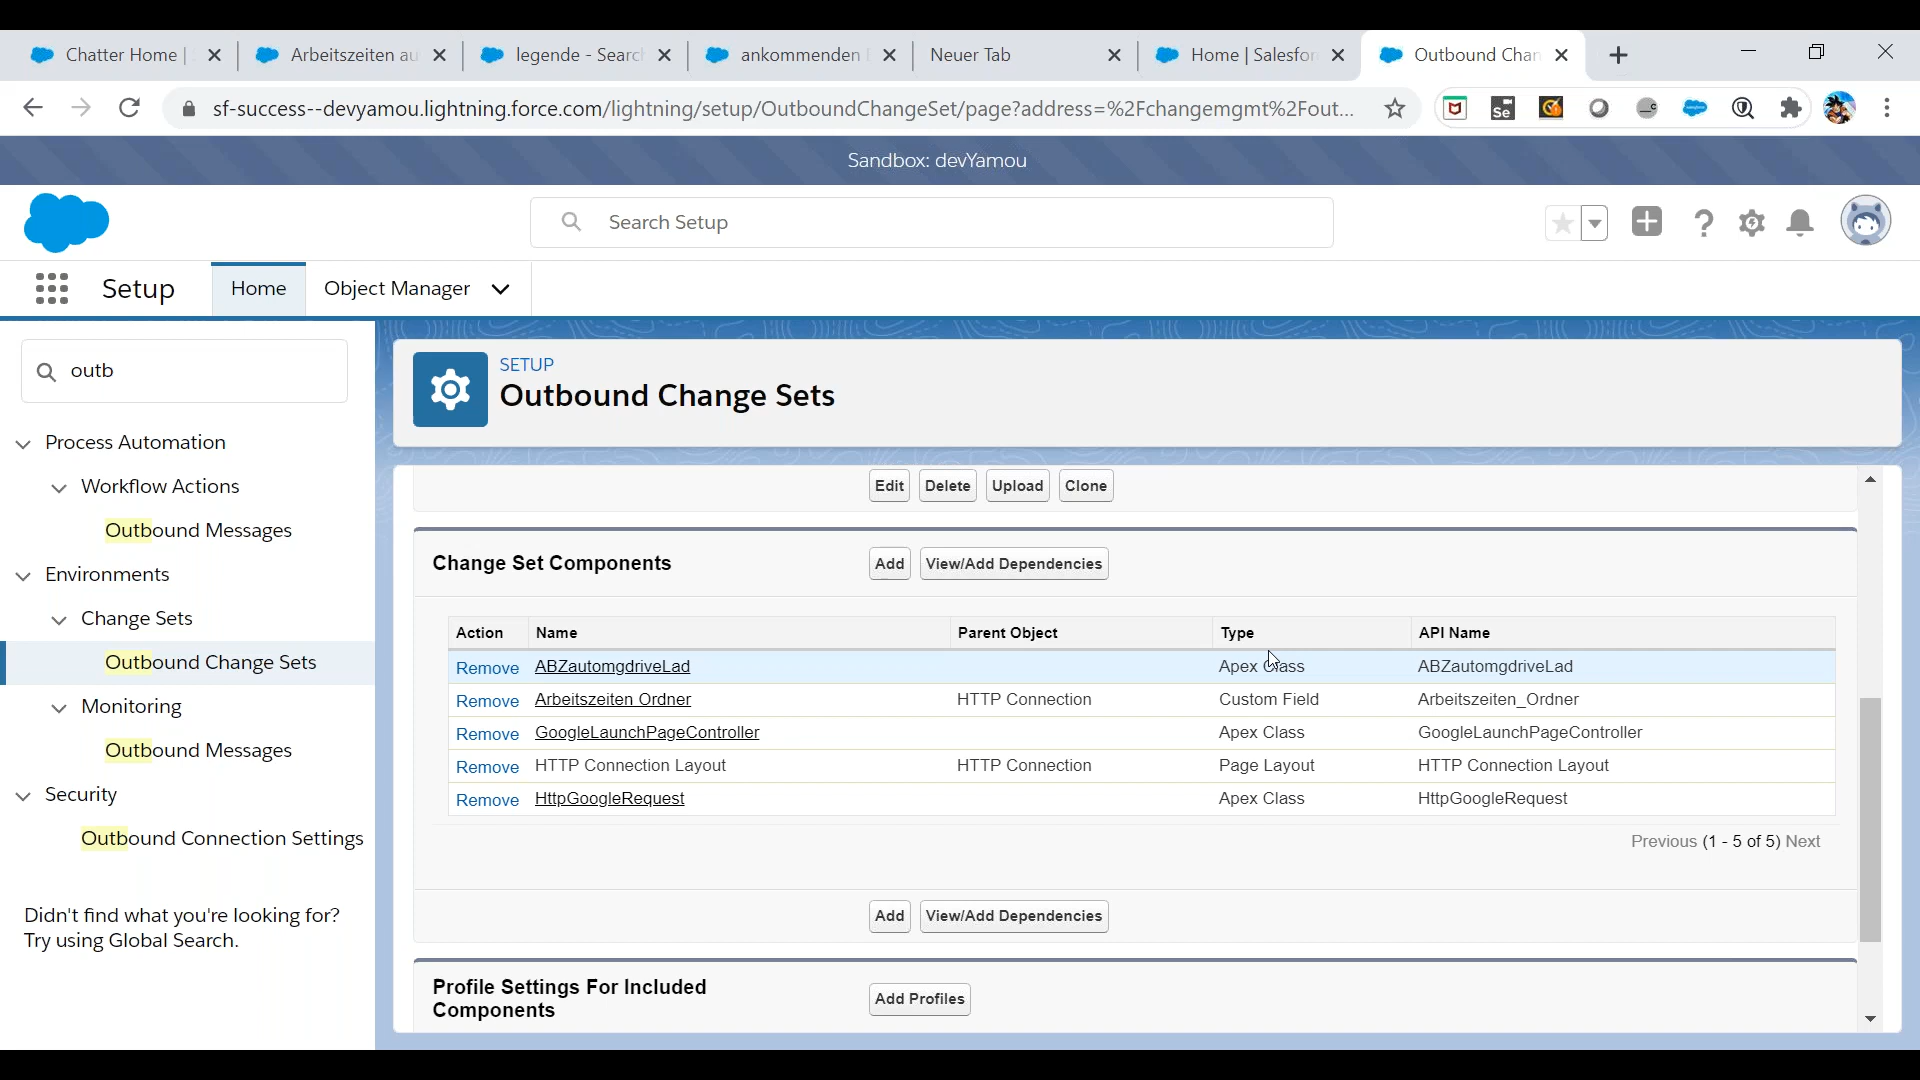 Chatter Home |
Arbeitszeiten au
legende - Searc
ankommenden
Neuer Tab
Home | Salesfor
Outbound Chan
sf-success--devyamou.lightning.force.com/lightning/setup/OutboundChangeSet/page?address=%2Fchangemgmt%2Fout...
Se
Sandbox: devYamou
Search Setup
Setup
Home
Object Manager
outb
Process Automation
Workflow Actions
Outbound Messages
Environments
Change Sets
Outbound Change Sets
Monitoring
Outbound Messages
Security
Outbound Connection Settings
Didn't find what you're looking for?
Try using Global Search.
SETUP
Outbound Change Sets
Edit Delete Upload Clone
Change Set Components Add View/Add Dependencies
Action Name Parent Object Type API Name
Remove ABZautomgdriveLad Apex Class ABZautomgdriveLad
Remove Arbeitszeiten Ordner HTTP Connection Custom Field Arbeitszeiten_Ordner
Remove GoogleLaunchPageController Apex Class GoogleLaunchPageController
Remove HTTP Connection Layout HTTP Connection Page Layout HTTP Connection Layout
Remove HttpGoogleRequest Apex Class HttpGoogleRequest
Previous (1 - 5 of 5) Next
Add View/Add Dependencies
Profile Settings For Included
Components
Add Profiles